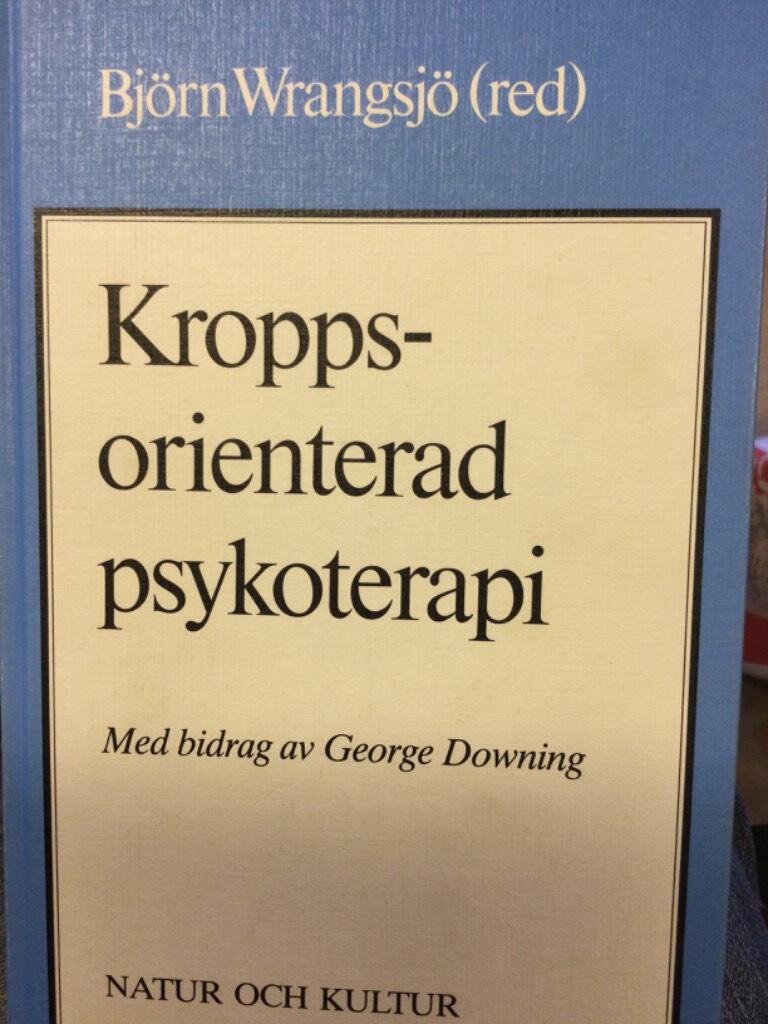 Björn Wrangsjö (red)
Kropps-
orienterad
psykoterapi
Med bidrag av George Downing
NATUR OCH KULTUR